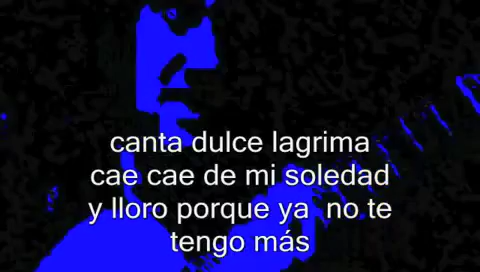 canta dulce lagrima
cae cae de mi soledad
y lloro porque ya no te
tengo más